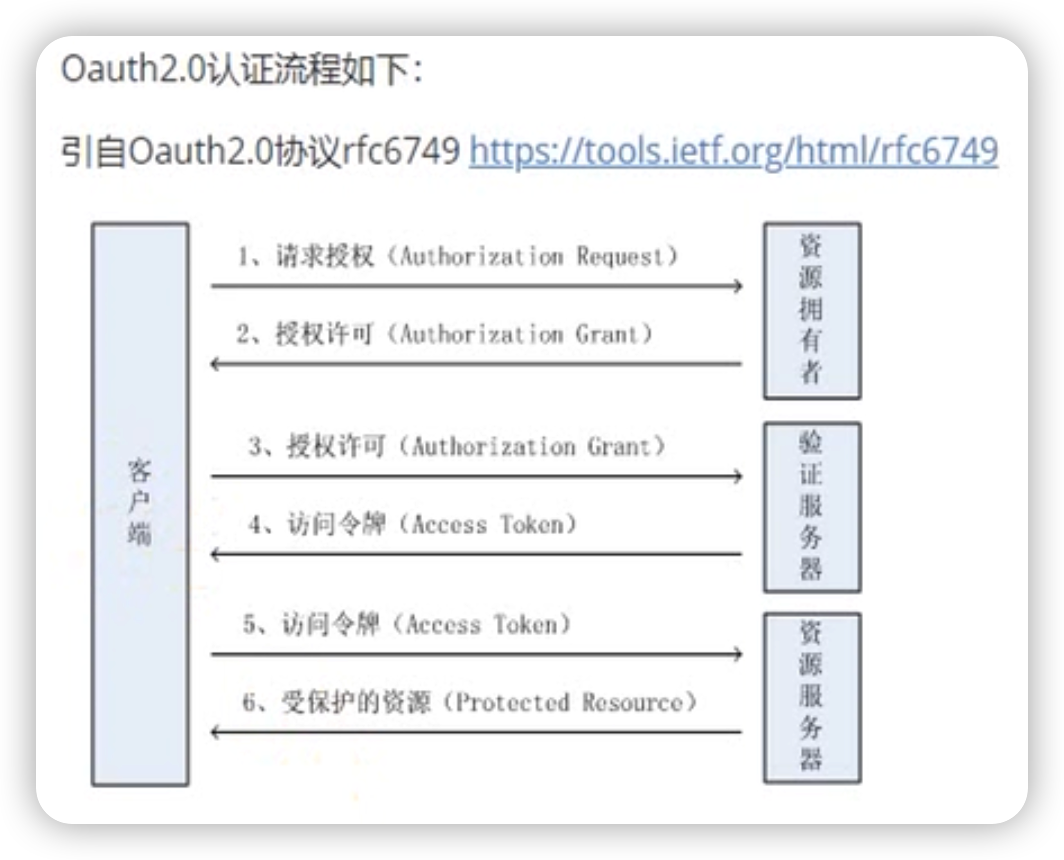 Oauth2.0认证流程如下：
引自Oauth2.0协议rfc6749 https://tools.ietf.org/html/rfc6749
客户端
1、请求授权（Authorization Request）
2、授权许可（Authorization Grant）
资源拥有者
3、授权许可（Authorization Grant）
4、访问令牌（Access Token）
验证服务器
5、访问令牌（Access Token）
6、受保护的资源（Protected Resource）
资源服务器